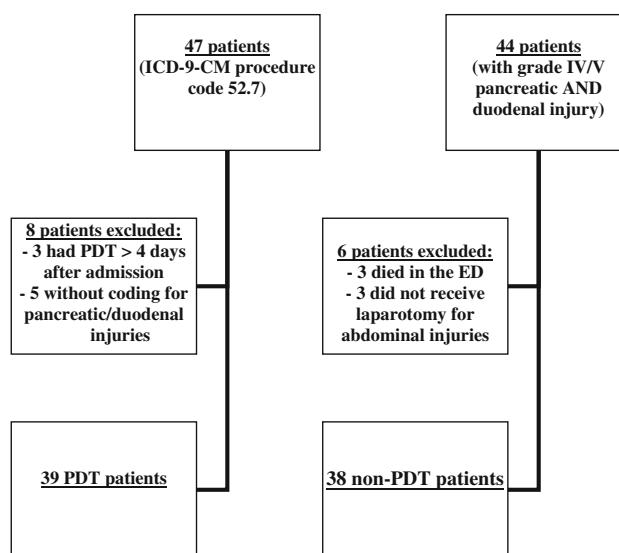 47 patients
(ICD-9-CM procedure
code 52.7)
44 patients
(with grade IV/V
pancreatic AND
duodenal injury)
8 patients excluded:
- 3 had PDT > 4 days
after admission
- 5 without coding for
pancreatic/duodenal
injuries
6 patients excluded:
- 3 died in the ED
- 3 did not receive
laparotomy for
abdominal injuries
39 PDT patients
38 non-PDT patients